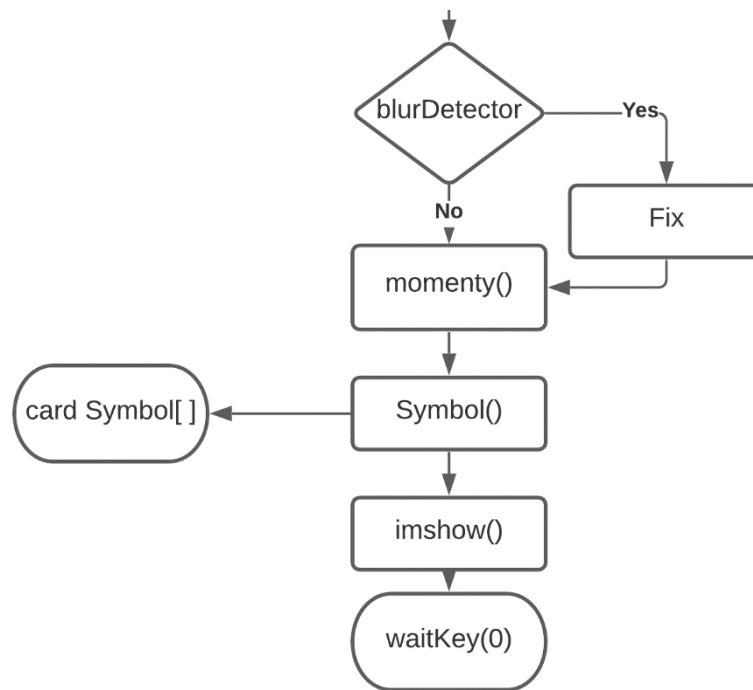 blurDetector
Yes
No
Fix
momenty()
card Symbol[ ]
Symbol()
imshow()
waitKey(0)